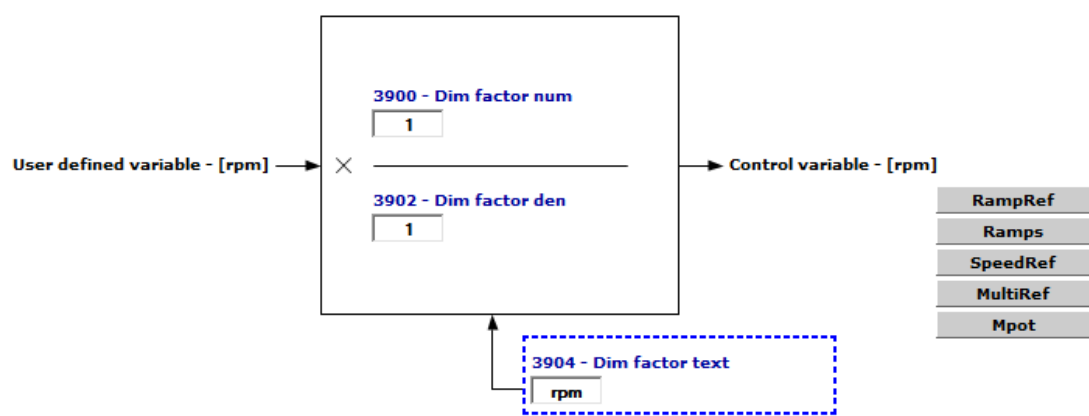 3900 - Dim factor num
1
User defined variable - [rpm]
Control variable - [rpm]
3902 - Dim factor den
1
RampRef
Ramps
SpeedRef
MultiRef
Mpot
3904 - Dim factor text
rpm